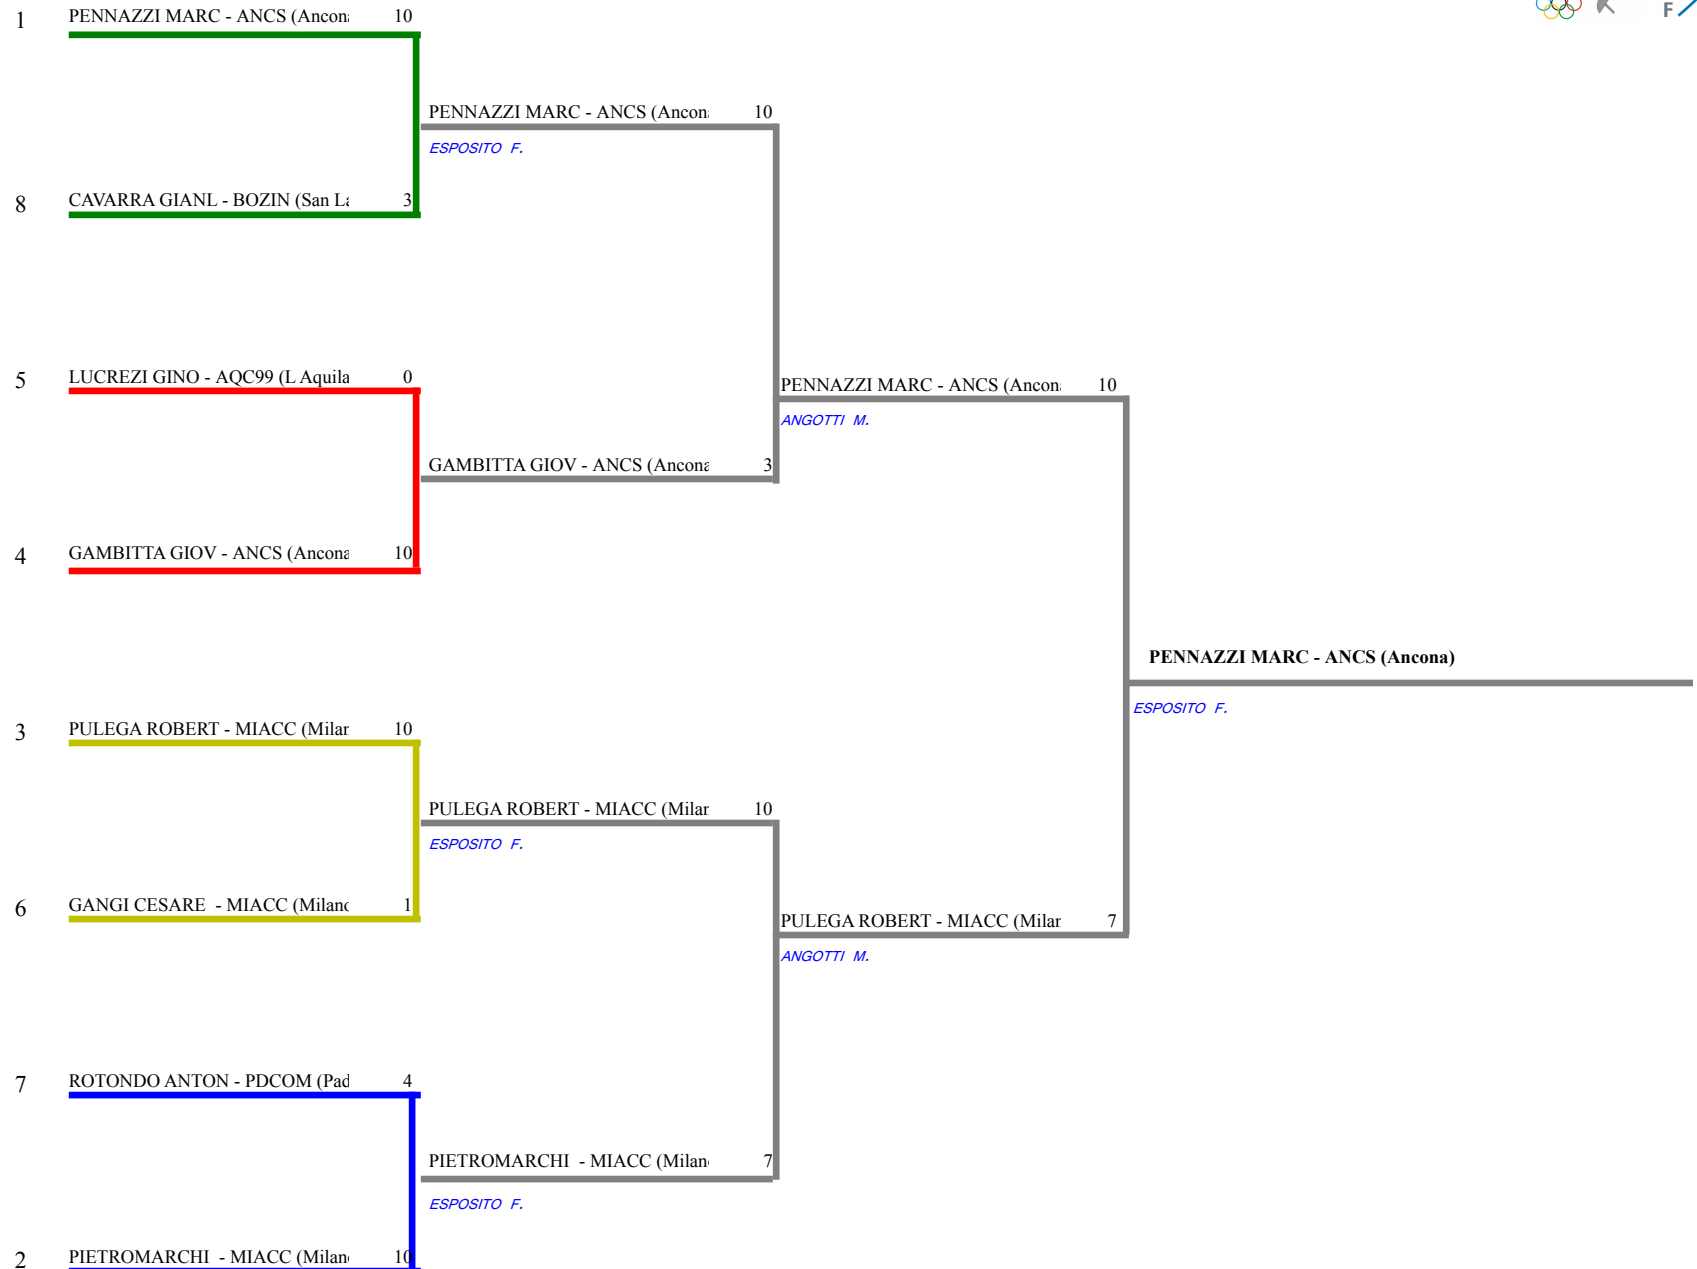 F
1 PENNAZZI MARC - ANCS (Ancon 10
PENNAZZI MARC - ANCS (Ancon 10
ESPOSITO F.
8 CAVARRA GIANL - BOZIN (San La 3
5 LUCREZI GINO - AQC99 (L Aquila 0
PENNAZZI MARC - ANCS (Ancon 10
ANGOTTI M.
GAMBITTA GIOV - ANCS (Ancona 3
4 GAMBITTA GIOV - ANCS (Ancona 10
PENNAZZI MARC - ANCS (Ancona)
ESPOSITO F.
3 PULEGA ROBERT - MIACC (Milan 10
PULEGA ROBERT - MIACC (Milan 10
ESPOSITO F.
6 GANGI CESARE - MIACC (Milano 1
PULEGA ROBERT - MIACC (Milan 7
ANGOTTI M.
7 ROTONDO ANTON - PDCOM (Pad 4
PIETROMARCHI - MIACC (Milan 7
ESPOSITO F.
2 PIETROMARCHI - MIACC (Milan 10